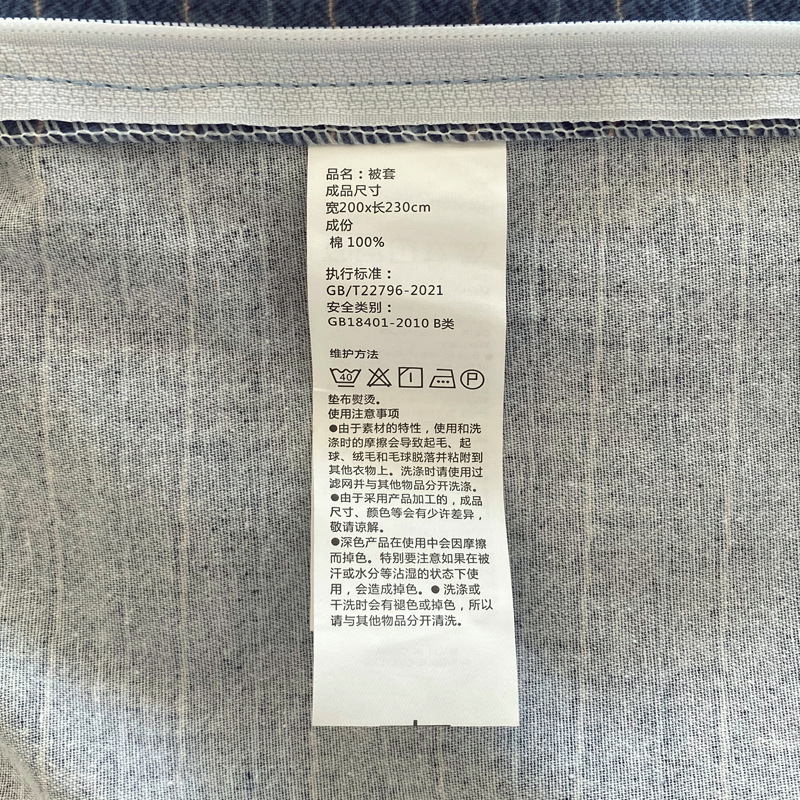 品名：被套
成品尺寸
宽200x长230cm
成份
棉 100%
执行标准：
GB/T22796-2021
安全类别：
GB18401-2010 B类
维护方法
40
P
垫布熨烫。
使用注意事项
●由于素材的特性，使用和洗
涤时的摩擦会导致起毛、起
球、绒毛和毛球脱落并粘附到
其他衣物上。洗涤时请使用过
滤网并与其他物品分开洗涤。
●由于采用产品加工的，成品
尺寸、颜色等会有少许差异，
敬请谅解。
●深色产品在使用中会因摩擦
而掉色。特别要注意如果在被
汗或水分等沾湿的状态下使
用，会造成掉色。●洗涤或
干洗时会有褪色或掉色，所以
请与其他物品分开清洗。